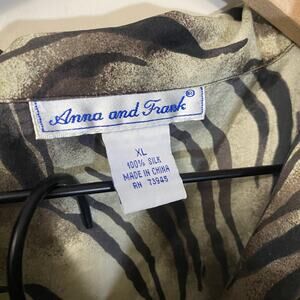 Anna and Frank®
XL
100% SILK
MADE IN CHINA
RN 73945